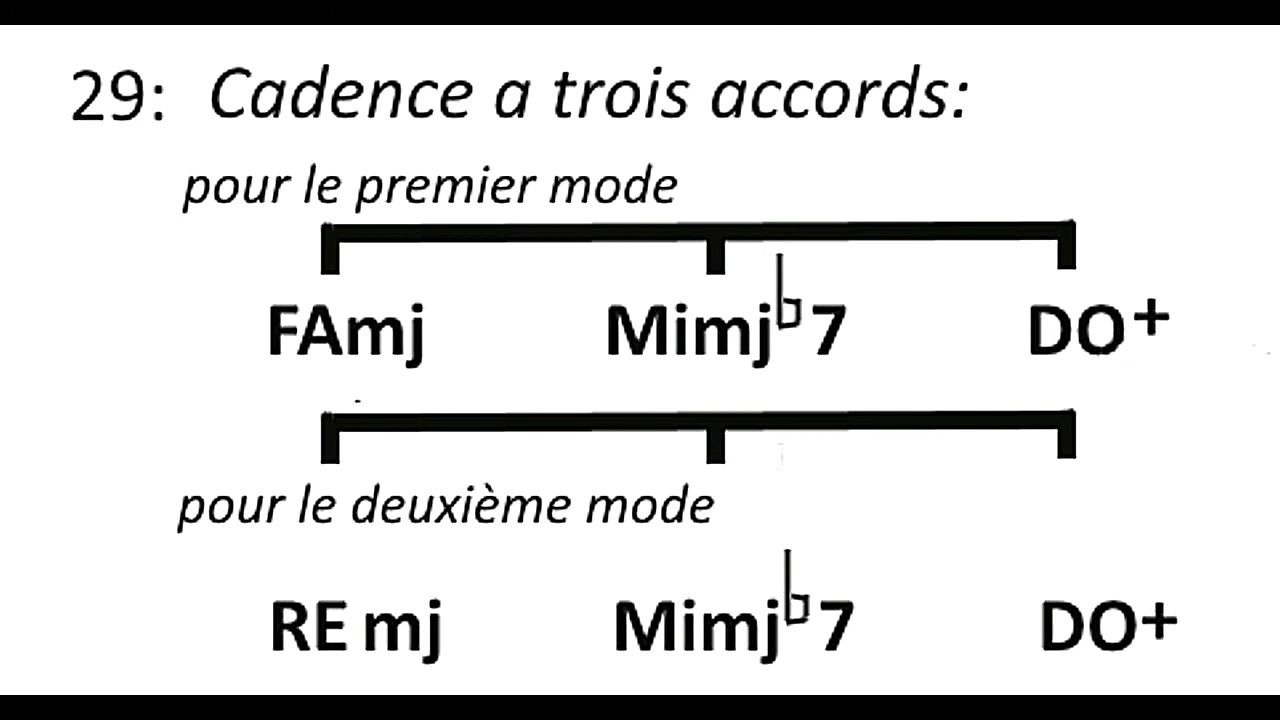 29: Cadence a trois accords:
pour le premier mode
FAmj Mimj♭7 DO+
pour le deuxième mode
RE mj Mimj♭7 DO+